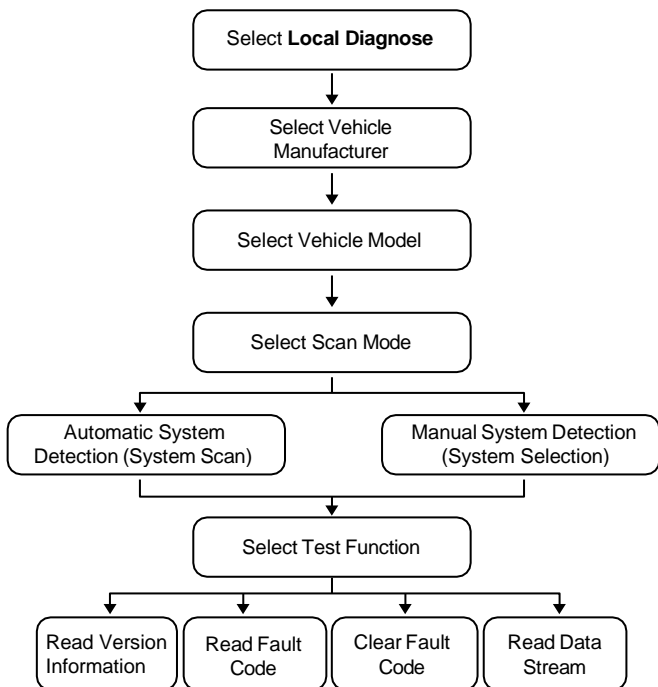 Select Local Diagnose
Select Vehicle
Manufacturer
Select Vehicle Model
Select Scan Mode
Automatic System
Detection (System Scan)
Manual System Detection
(System Selection)
Select Test Function
Read Version
Information
Read Fault
Code
Clear Fault
Code
Read Data
Stream